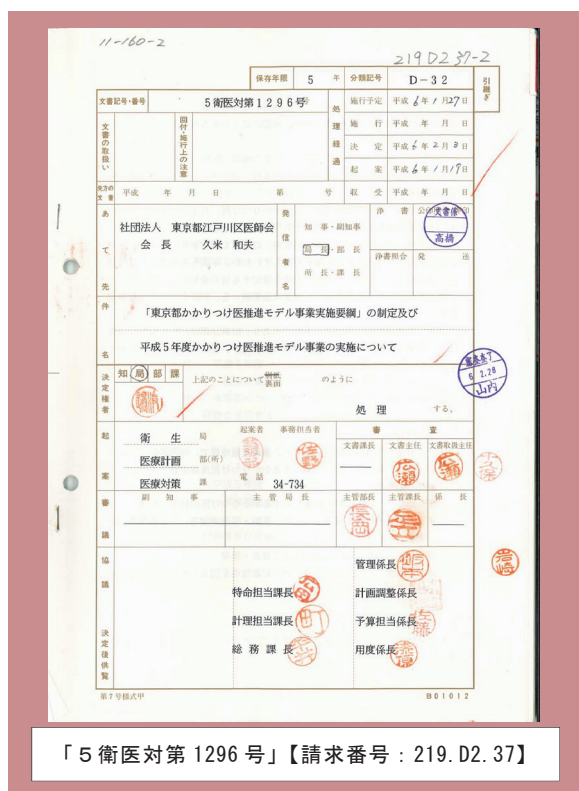 11-160-2
219 D2 37-2
保存年限 5 年 分類記号 D-32 引継ぎ
文書記号・番号 5衛医対第1296号
処理経過
施行予定 平成6年1月27日
文書の取扱い
回付・施行上の注意
施行 平成 年 月 日
決定 平成6年2月3日
起案 平成6年1月19日
先方の文書 平成 年 月 日 第 号 収受 平成 年 月 日
あて先
社団法人 東京都江戸川区医師会
会長 久米 和夫
発信者名
知事・副知事
局長・部長
所長・課長
浄書
浄書照合 発送
文書係
高橋
件名
「東京都かかりつけ医推進モデル事業実施要綱」の制定及び
平成5年度かかりつけ医推進モデル事業の実施について
6 2.28
山内
決定権者
知 局 部 課
上記のことについて 裏面 のように
処理 する。
起案
衛生 局
医療計画 部(所)
医療対策 課
起案者 事務担当者
電話 34-734
審査
文書課長 文書主任 文書取扱主任
広瀬 広瀬
審議
副知事 主管局長 主管部長 主管課長 係長
長岡
岩崎
協議
決定後供覧
管理係長
特命担当課長 計画調整係長
計理担当課長 予算担当係長
総務課長 用度係長
第7号様式甲 B01012
「5衛医対第1296号」【請求番号:219.D2.37】